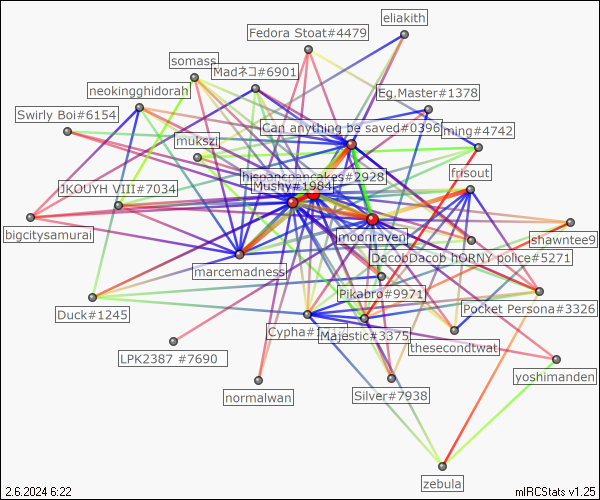 eliakith
Fedora Stoat#4479
somass
Madネコ#6901
neokingghidorah
Eg.Master#1378
Swirly Boi#6154
Can anything be saved#0396
ming#4742
mukszi
hispancpancakes#2928
frisout
JKOUYH VIII#7034
Mushy#1984
bigcitysamurai
moonraven
shawntee9
DacobDacob hORNY police#5271
marcemadness
Pikabro#9971
Pocket Persona#3326
Duck#1245
Majestic#3375
thesecondtwat
LPK2387 #7690
yoshimanden
normalwan
Silver#7938
zebula
2.6.2024 6:22
mIRCStats v1.25